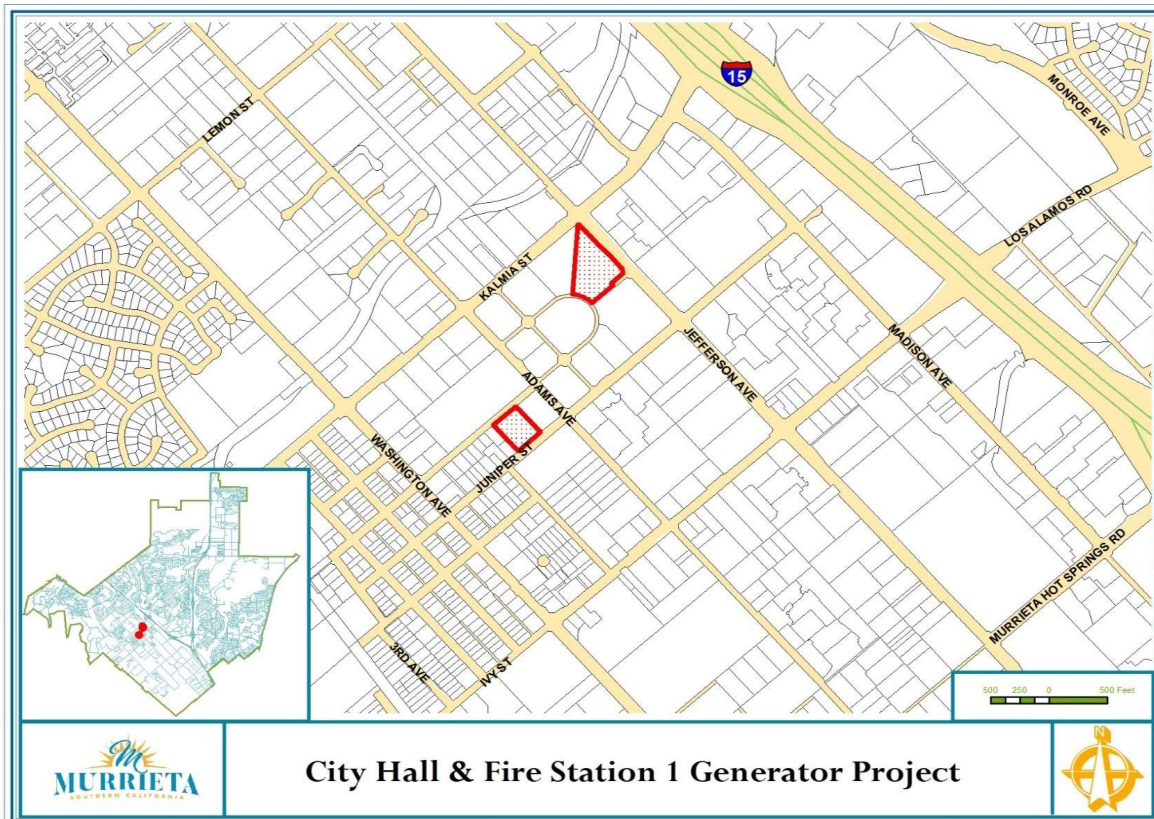 15
MONROE AVE
LEMON ST
LOS ALAMOS RD
KALMIA ST
JEFFERSON AVE
MADISON AVE
ADAMS AVE
WASHINGTON AVE
JUNIPER ST
MURRIETA HOT SPRINGS RD
3RD AVE
IVY ST
500 250 0 500 Feet
M
MURRIETA
SOUTHERN CALIFORNIA
City Hall & Fire Station 1 Generator Project
N